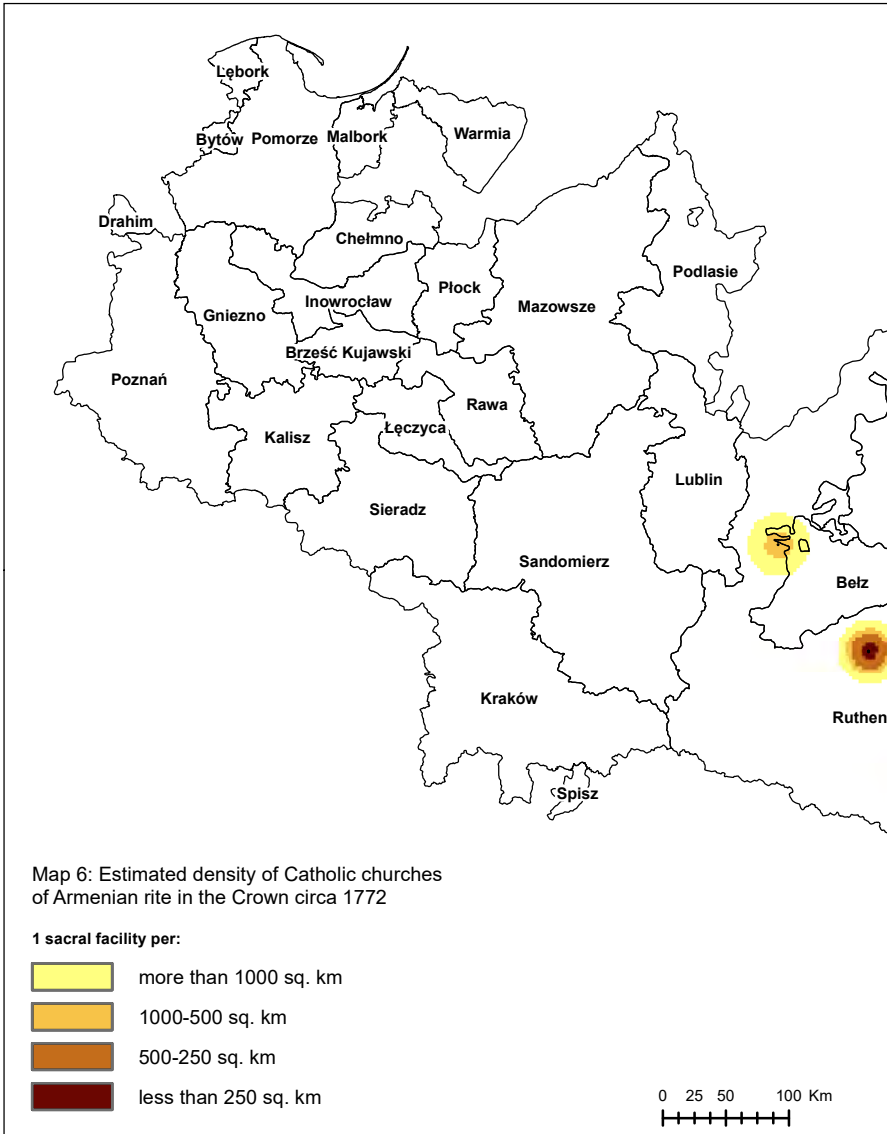 Lębork
Bytów
Pomorze
Malbork
Warmia
Drahim
Chełmno
Podlasie
Płock
Inowrocław
Gniezno
Mazowsze
Brześć Kujawski
Poznań
Rawa
Łęczyca
Kalisz
Lublin
Sieradz
Sandomierz
Bełz
Kraków
Ruthen
Spisz
Map 6: Estimated density of Catholic churches
of Armenian rite in the Crown circa 1772
1 sacral facility per:
more than 1000 sq. km
1000-500 sq. km
500-250 sq. km
less than 250 sq. km
0 25 50 100 Km